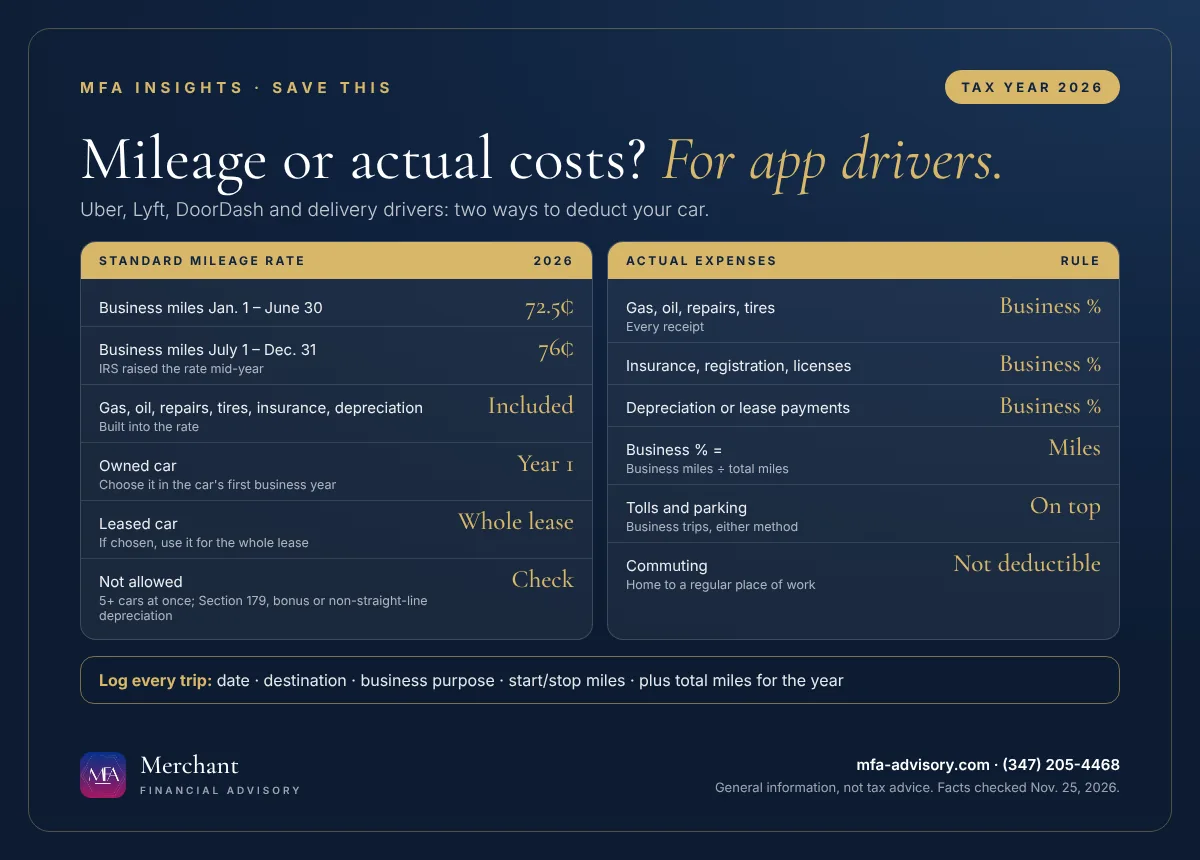 MFA INSIGHTS · SAVE THIS
TAX YEAR 2026
Mileage or actual costs? For app drivers.
Uber, Lyft, DoorDash and delivery drivers: two ways to deduct your car.
STANDARD MILEAGE RATE 2026
Business miles Jan. 1 – June 30 72.5¢
Business miles July 1 – Dec. 31 76¢
IRS raised the rate mid-year
Gas, oil, repairs, tires, insurance, depreciation Included
Built into the rate
Owned car Year 1
Choose it in the car's first business year
Leased car Whole lease
If chosen, use it for the whole lease
Not allowed Check
5+ cars at once; Section 179, bonus or non-straight-line
depreciation
ACTUAL EXPENSES RULE
Gas, oil, repairs, tires Business %
Every receipt
Insurance, registration, licenses Business %
Depreciation or lease payments Business %
Business % = Miles
Business miles ÷ total miles
Tolls and parking On top
Business trips, either method
Commuting Not deductible
Home to a regular place of work
Log every trip: date · destination · business purpose · start/stop miles · plus total miles for the year
MFA
Merchant
FINANCIAL ADVISORY
mfa-advisory.com · (347) 205-4468
General information, not tax advice. Facts checked Nov. 25, 2026.